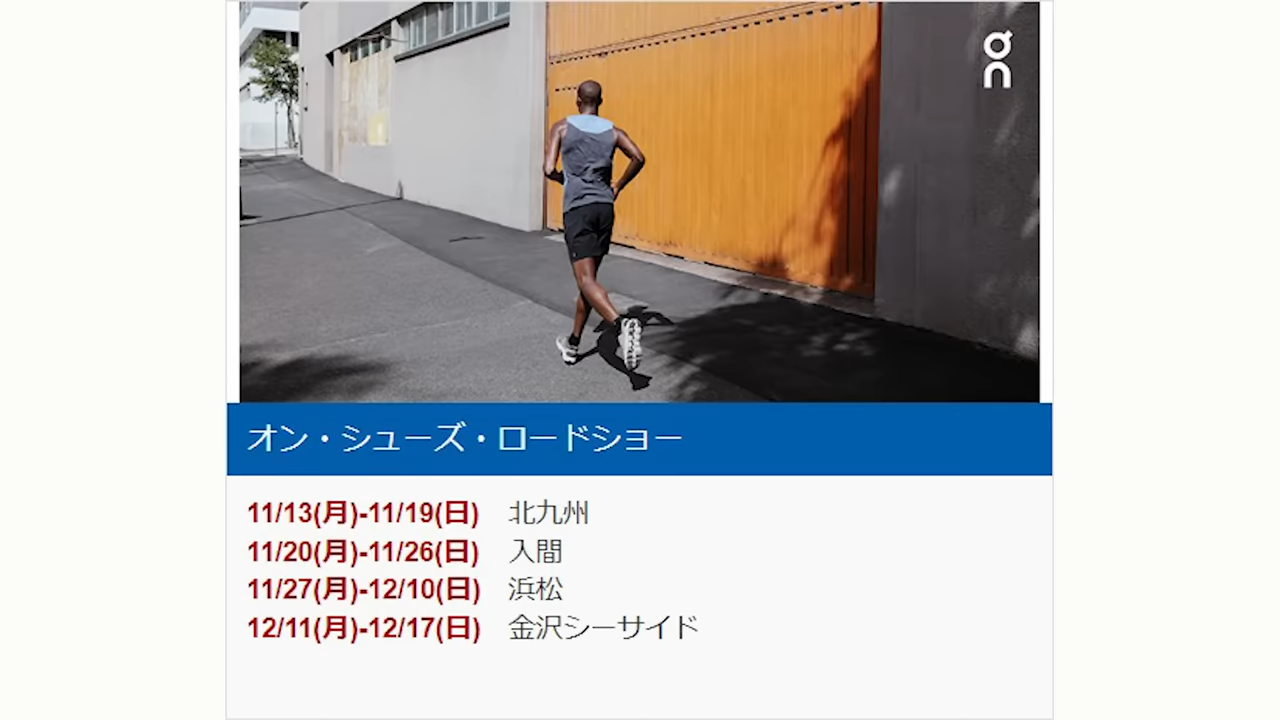 On
オン・シューズ・ロードショー
11/13(月)-11/19(日) 北九州
11/20(月)-11/26(日) 入間
11/27(月)-12/10(日) 浜松
12/11(月)-12/17(日) 金沢シーサイド